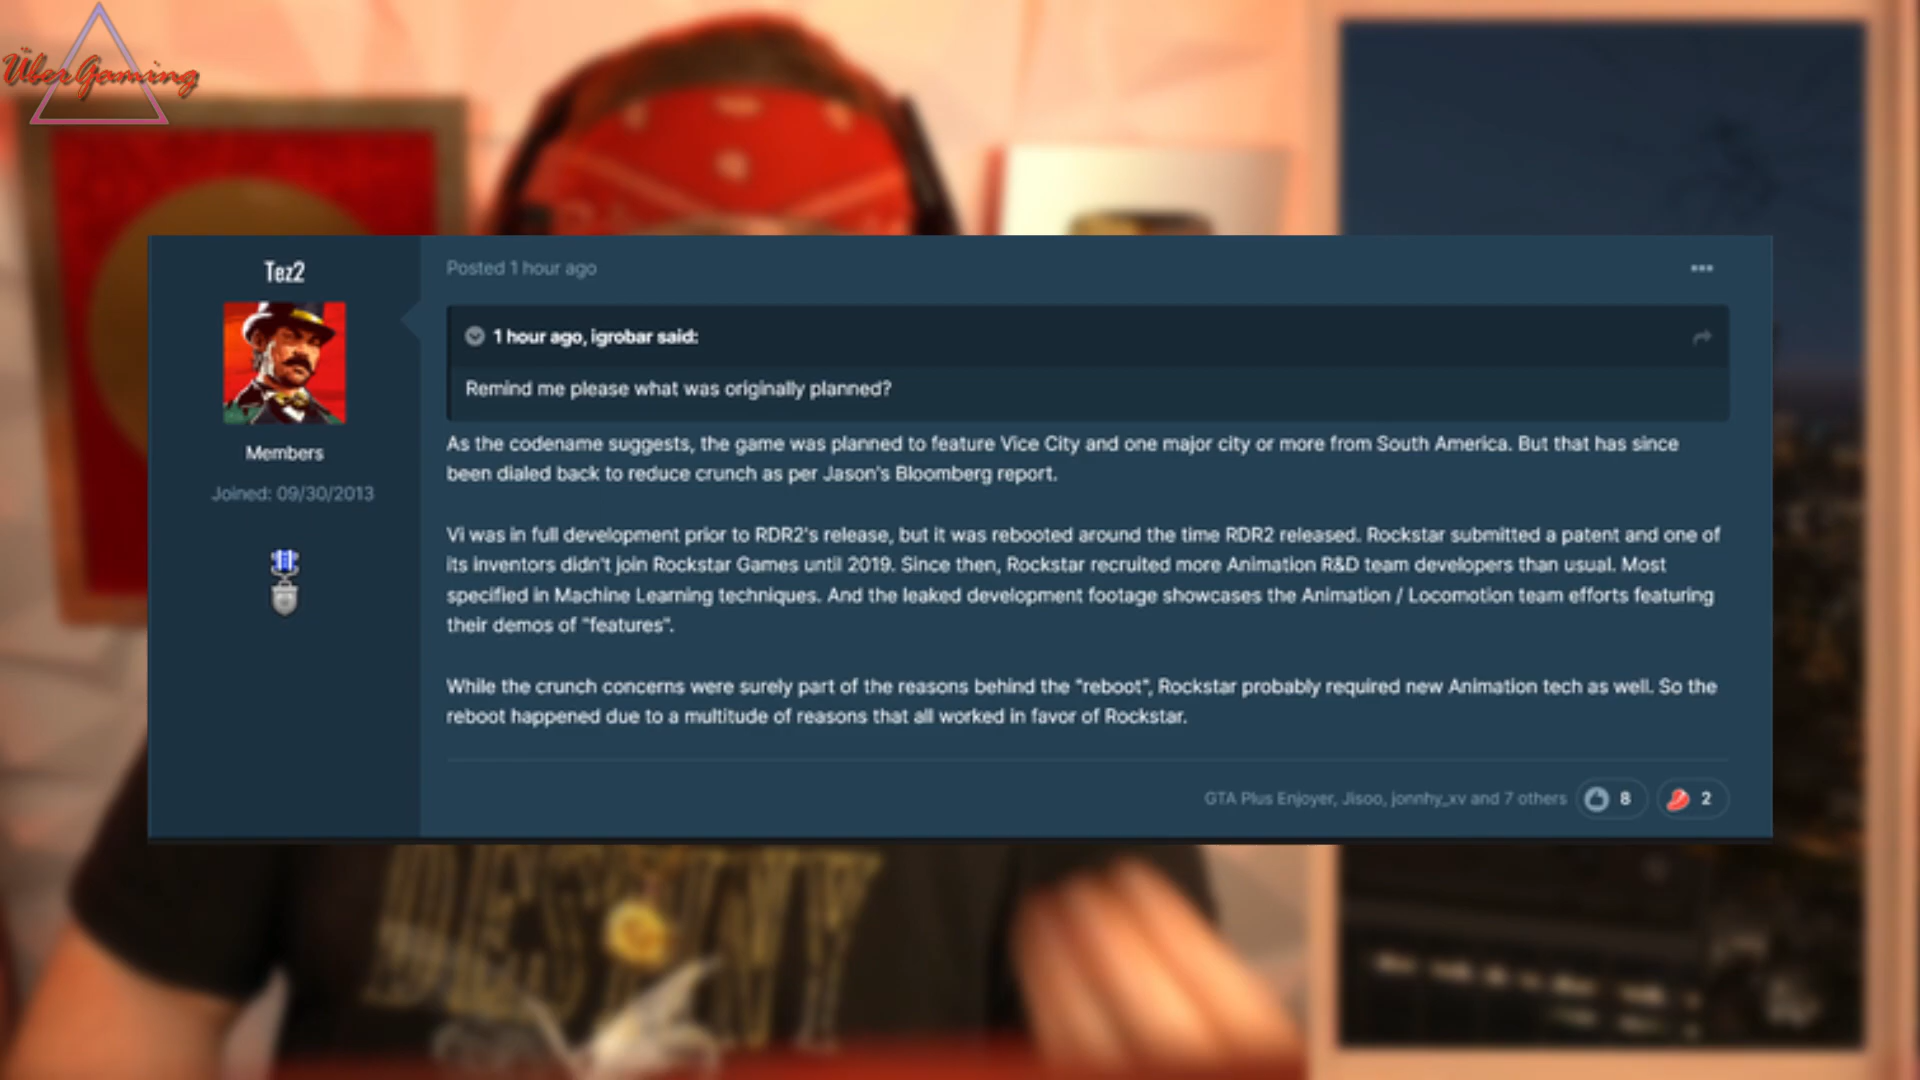 ÜberGaming
Tez2
Members
Joined: 09/30/2013
Posted 1 hour ago
1 hour ago, igrobar said:
Remind me please what was originally planned?
As the codename suggests, the game was planned to feature Vice City and one major city or more from South America. But that has since
been dialed back to reduce crunch as per Jason's Bloomberg report.
VI was in full development prior to RDR2's release, but it was rebooted around the time RDR2 released. Rockstar submitted a patent and one of
its inventors didn't join Rockstar Games until 2019. Since then, Rockstar recruited more Animation R&D team developers than usual. Most
specified in Machine Learning techniques. And the leaked development footage showcases the Animation / Locomotion team efforts featuring
their demos of "features".
While the crunch concerns were surely part of the reasons behind the "reboot", Rockstar probably required new Animation tech as well. So the
reboot happened due to a multitude of reasons that all worked in favor of Rockstar.
GTA Plus Enjoyer, Jisoo, jonnhy_xv and 7 others
8
2
DESTINY